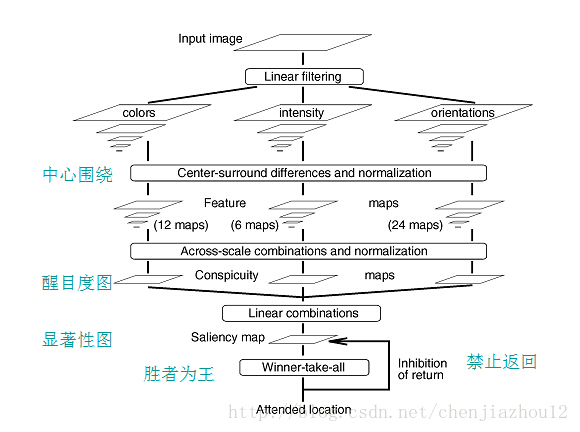 Input image
Linear filtering
colors
intensity
orientations
中心围绕
Center-surround differences and normalization
Feature
maps
(12 maps)
(6 maps)
(24 maps)
Across-scale combinations and normalization
醒目度图
Conspicuity
maps
Linear combinations
显著性图
Saliency map
胜者为王
Winner-take-all
Inhibition
of return
禁止返回
Attended location
http://blog.csdn.net/chenjiazhou12